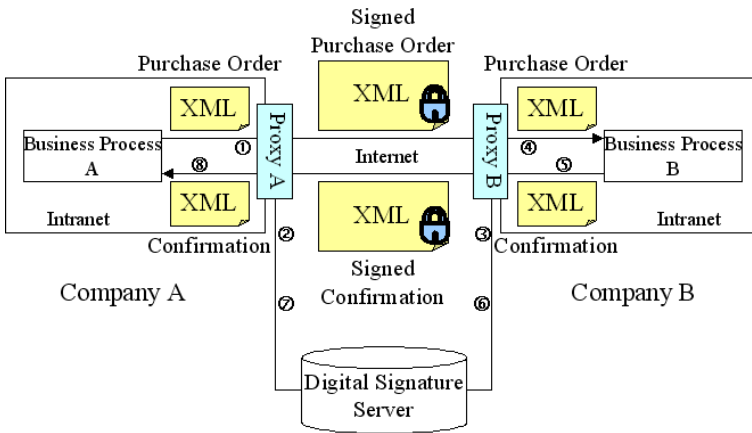 Signed
Purchase Order
Purchase Order
Purchase Order
XML
XML
XML
Business Process
A
①
⑧
Proxy A
Internet
Proxy B
④
⑤
Business Process
B
XML
XML
XML
Intranet
②
③
Intranet
Confirmation
Signed
Confirmation
Confirmation
Company A
Company B
⑦
⑥
Digital Signature
Server